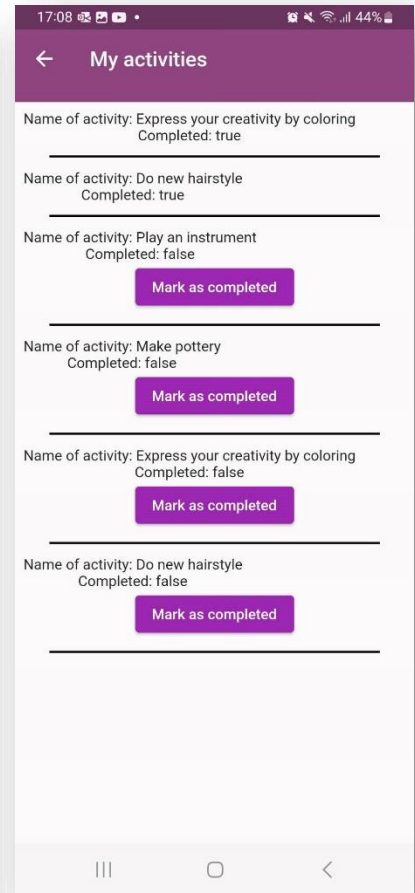 17:08 44%
My activities
Name of activity: Express your creativity by coloring
Completed: true
Name of activity: Do new hairstyle
Completed: true
Name of activity: Play an instrument
Completed: false
Mark as completed
Name of activity: Make pottery
Completed: false
Mark as completed
Name of activity: Express your creativity by coloring
Completed: false
Mark as completed
Name of activity: Do new hairstyle
Completed: false
Mark as completed